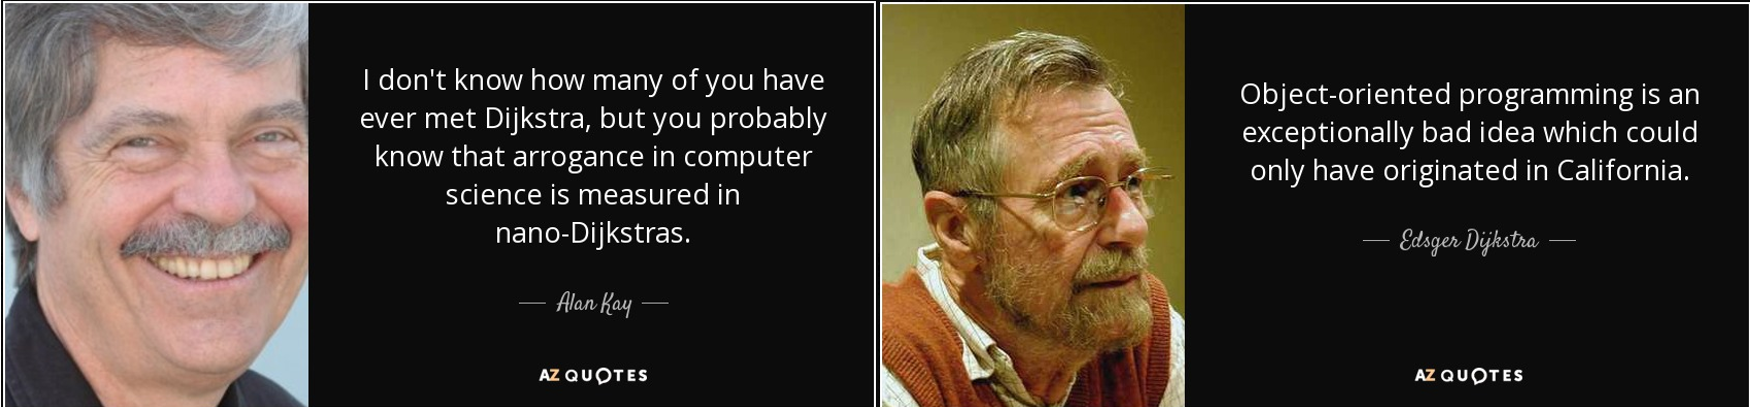 I don't know how many of you have
ever met Dijkstra, but you probably
know that arrogance in computer
science is measured in
nano-Dijkstras.
Alan Kay
AZ QUOTES
Object-oriented programming is an
exceptionally bad idea which could
only have originated in California.
Edsger Dijkstra
AZ QUOTES